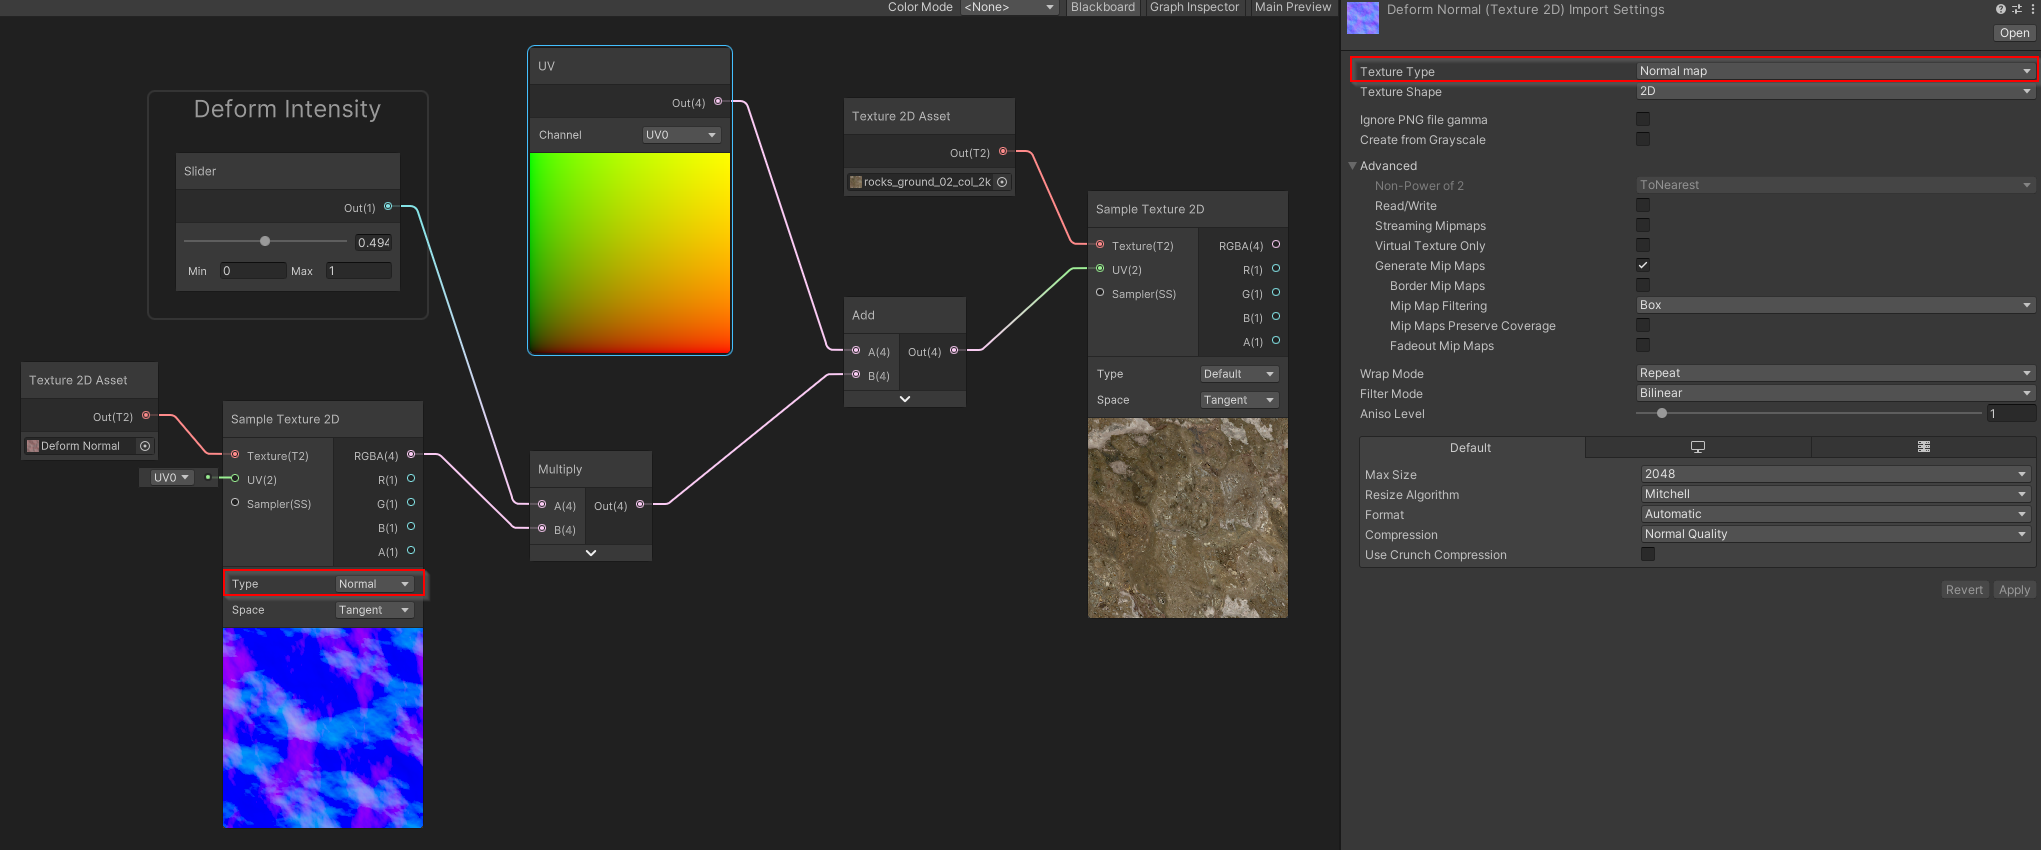 Color Mode <None> Blackboard Graph Inspector Main Preview
Deform Intensity
Slider
Out(1)
0.494
Min 0 Max 1
UV
Out(4)
Channel UV0
Texture 2D Asset
Out(T2)
rocks_ground_02_col_2k
Sample Texture 2D
Texture(T2) RGBA(4)
UV(2) R(1)
Sampler(SS) G(1)
B(1)
A(1)
Type Default
Space Tangent
Add
A(4) Out(4)
B(4)
Texture 2D Asset
Out(T2)
Deform Normal
UV0
Sample Texture 2D
Texture(T2) RGBA(4)
UV(2) R(1)
Sampler(SS) G(1)
B(1)
A(1)
Type Normal
Space Tangent
Multiply
A(4) Out(4)
B(4)
Deform Normal (Texture 2D) Import Settings
Open
Texture Type Normal map
Texture Shape 2D
Ignore PNG file gamma
Create from Grayscale
Advanced
Non-Power of 2 ToNearest
Read/Write
Streaming Mipmaps
Virtual Texture Only
Generate Mip Maps
Border Mip Maps
Mip Map Filtering Box
Mip Maps Preserve Coverage
Fadeout Mip Maps
Wrap Mode Repeat
Filter Mode Bilinear
Aniso Level 1
Default
Max Size 2048
Resize Algorithm Mitchell
Format Automatic
Compression Normal Quality
Use Crunch Compression
Revert Apply